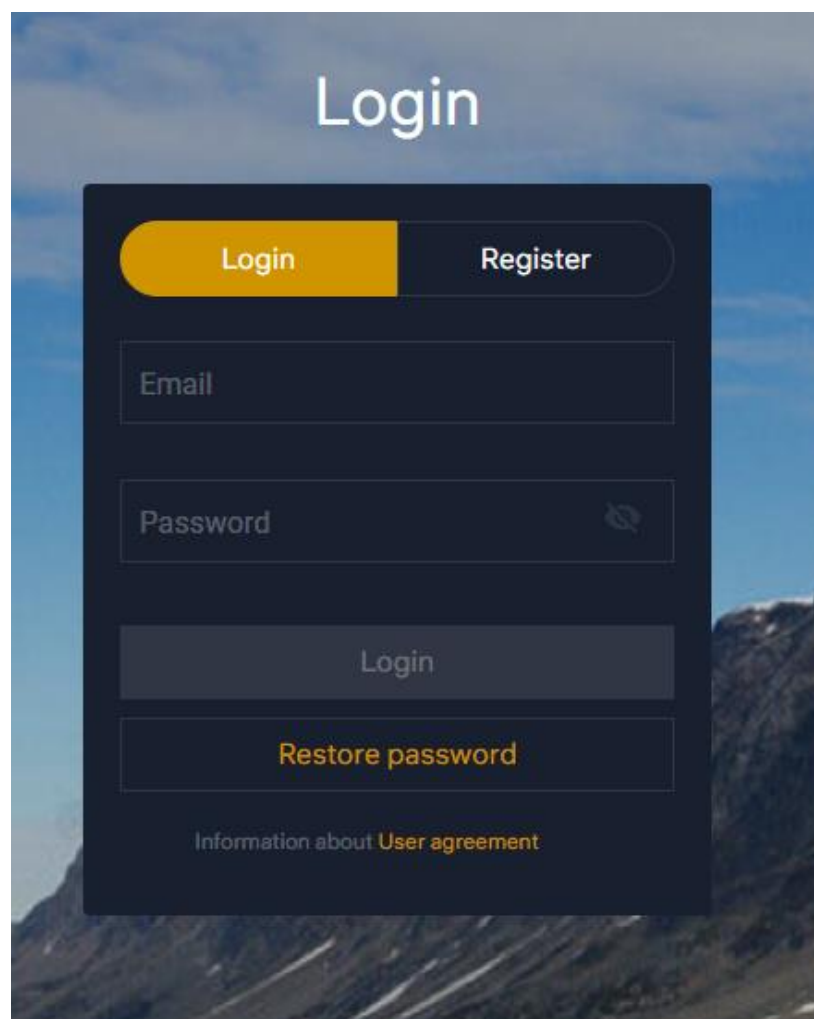 Login
Login Register
Email
Password
Login
Restore password
Information about User agreement